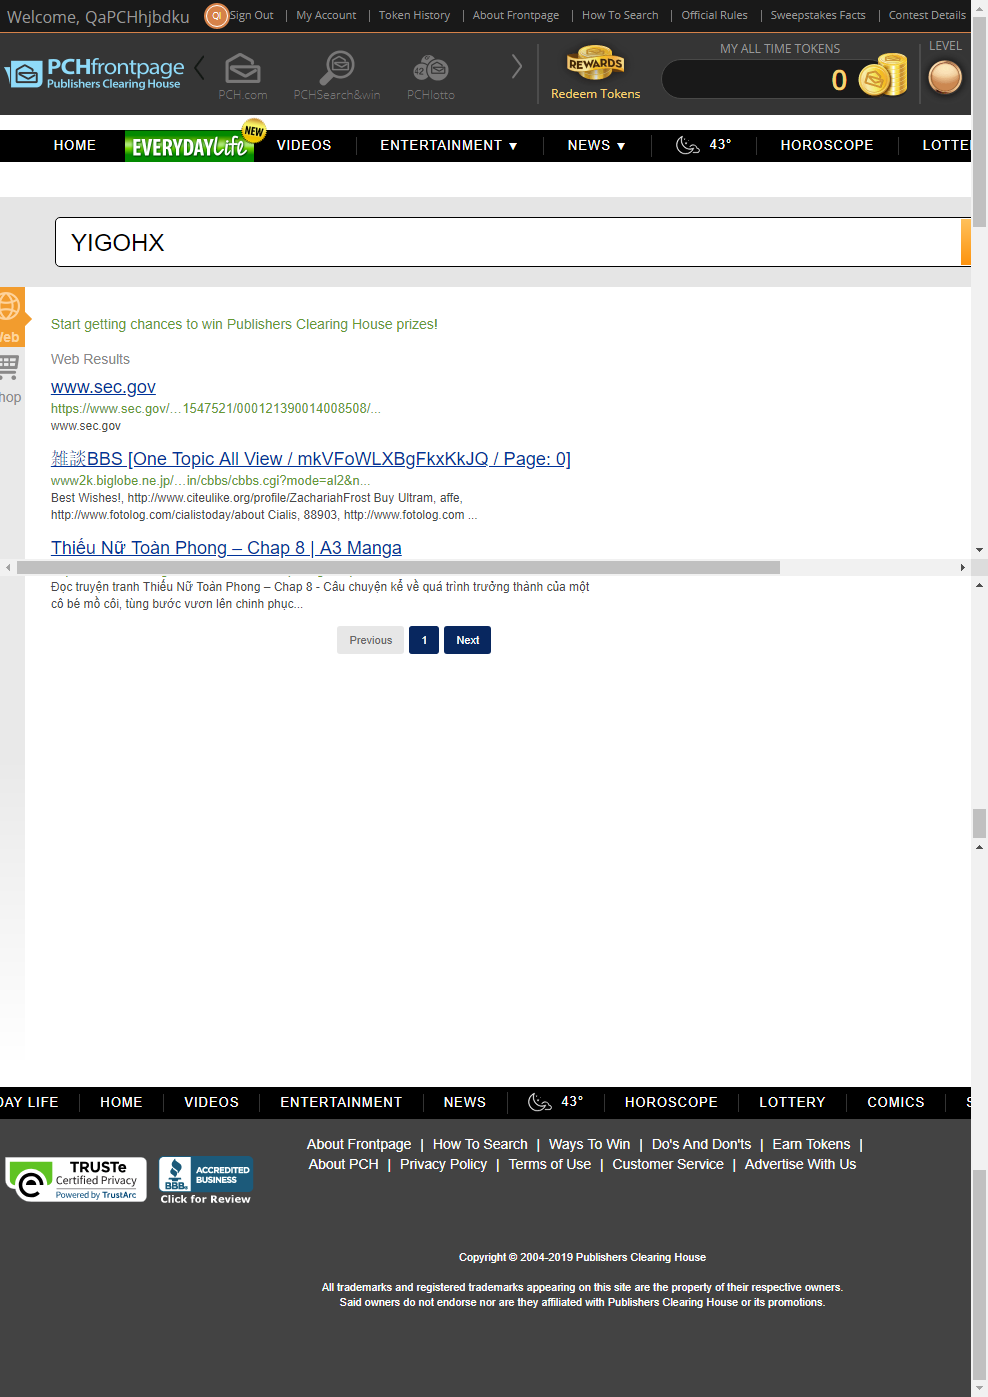 Welcome, QaPCHhjbdku QI Sign Out | My Account | Token History | About Frontpage | How To Search | Official Rules | Sweepstakes Facts | Contest Details
PCHfrontpage
Publishers Clearing House
PCH.com PCHSearch&win PCHlotto
REWARDS
Redeem Tokens
MY ALL TIME TOKENS
0
LEVEL
HOME EVERYDAY Life NEW VIDEOS ENTERTAINMENT ▼ NEWS ▼ 43° HOROSCOPE LOTTE
YIGOHX
Web
Shop
Start getting chances to win Publishers Clearing House prizes!
Web Results
www.sec.gov
https://www.sec.gov/…1547521/000121390014008508/...
www.sec.gov
雑談BBS [One Topic All View / mkVFoWLXBgFkxKkJQ / Page: 0]
www2k.biglobe.ne.jp/…in/cbbs/cbbs.cgi?mode=al2&n...
Best Wishes!, http://www.citeulike.org/profile/ZachariahFrost Buy Ultram, affe,
http://www.fotolog.com/cialistoday/about Cialis, 88903, http://www.fotolog.com ...
Thiếu Nữ Toàn Phong – Chap 8 | A3 Manga
Đọc truyện tranh Thiếu Nữ Toàn Phong – Chap 8 - Câu chuyện kể về quá trình trưởng thành của một
cô bé mồ côi, từng bước vươn lên chinh phục...
Previous 1 Next
DAY LIFE HOME VIDEOS ENTERTAINMENT NEWS 43° HOROSCOPE LOTTERY COMICS S
About Frontpage | How To Search | Ways To Win | Do's And Don'ts | Earn Tokens |
About PCH | Privacy Policy | Terms of Use | Customer Service | Advertise With Us
TRUSTe
Certified Privacy
Powered by TrustArc
BBB.
ACCREDITED
BUSINESS
Click for Review
Copyright © 2004-2019 Publishers Clearing House
All trademarks and registered trademarks appearing on this site are the property of their respective owners.
Said owners do not endorse nor are they affiliated with Publishers Clearing House or its promotions.